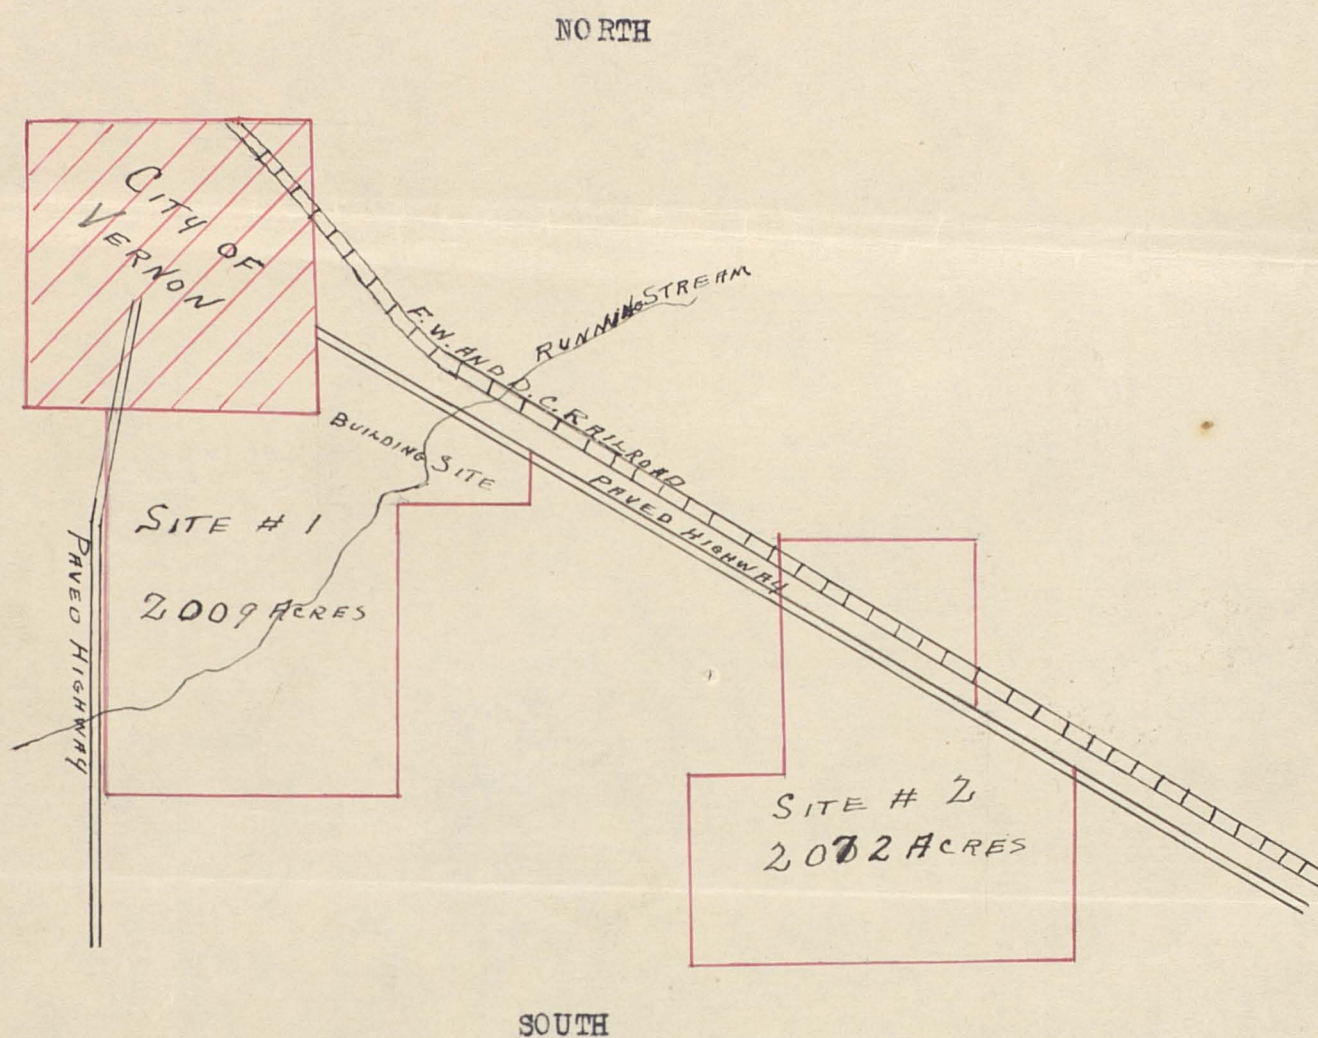 NORTH
CITY OF
VERNON
RUNNING STREAM
F. W. AND D. C. RAILROAD
BUILDING SITE
PAVED HIGHWAY
SITE # 1
2009 ACRES
PAVED HIGHWAY
SITE # 2
ACRES
SOUTH